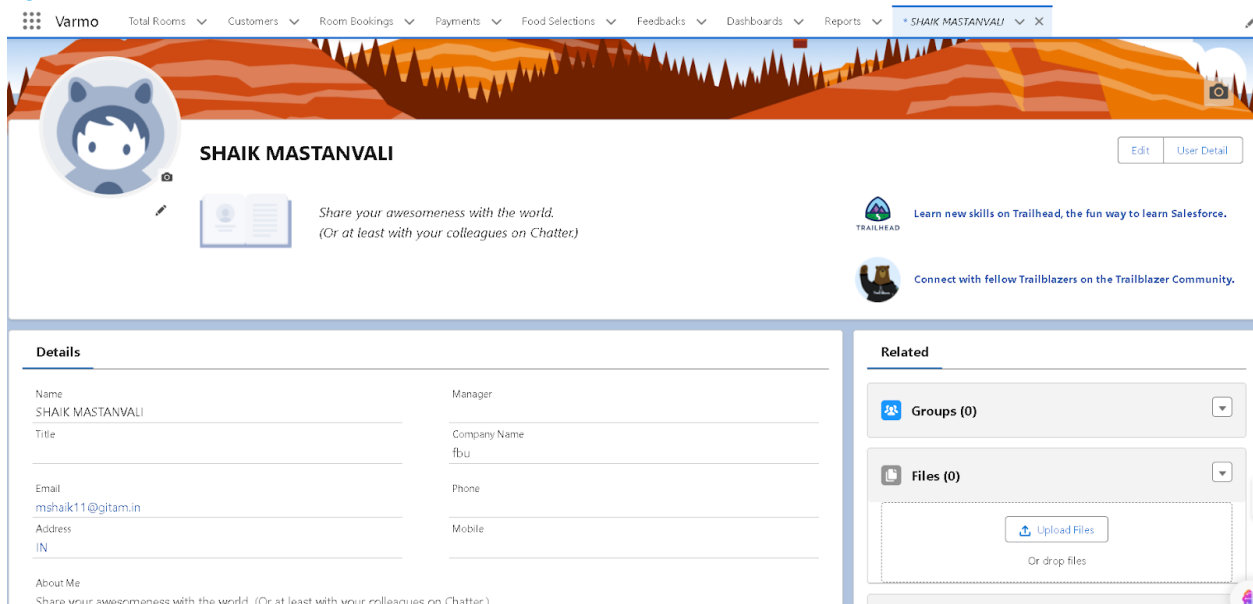 Varmo
Total Rooms
Customers
Room Bookings
Payments
Food Selections
Feedbacks
Dashboards
Reports
* SHAIK MASTANVALI
SHAIK MASTANVALI
Edit
User Detail
Share your awesomeness with the world.
(Or at least with your colleagues on Chatter.)
TRAILHEAD
Learn new skills on Trailhead, the fun way to learn Salesforce.
Connect with fellow Trailblazers on the Trailblazer Community.
Details
Name
SHAIK MASTANVALI
Manager
Title
Company Name
fbu
Email
mshaik11@gitam.in
Phone
Address
IN
Mobile
About Me
Share your awesomeness with the world. (Or at least with your colleagues on Chatter.)
Related
Groups (0)
Files (0)
Upload Files
Or drop files